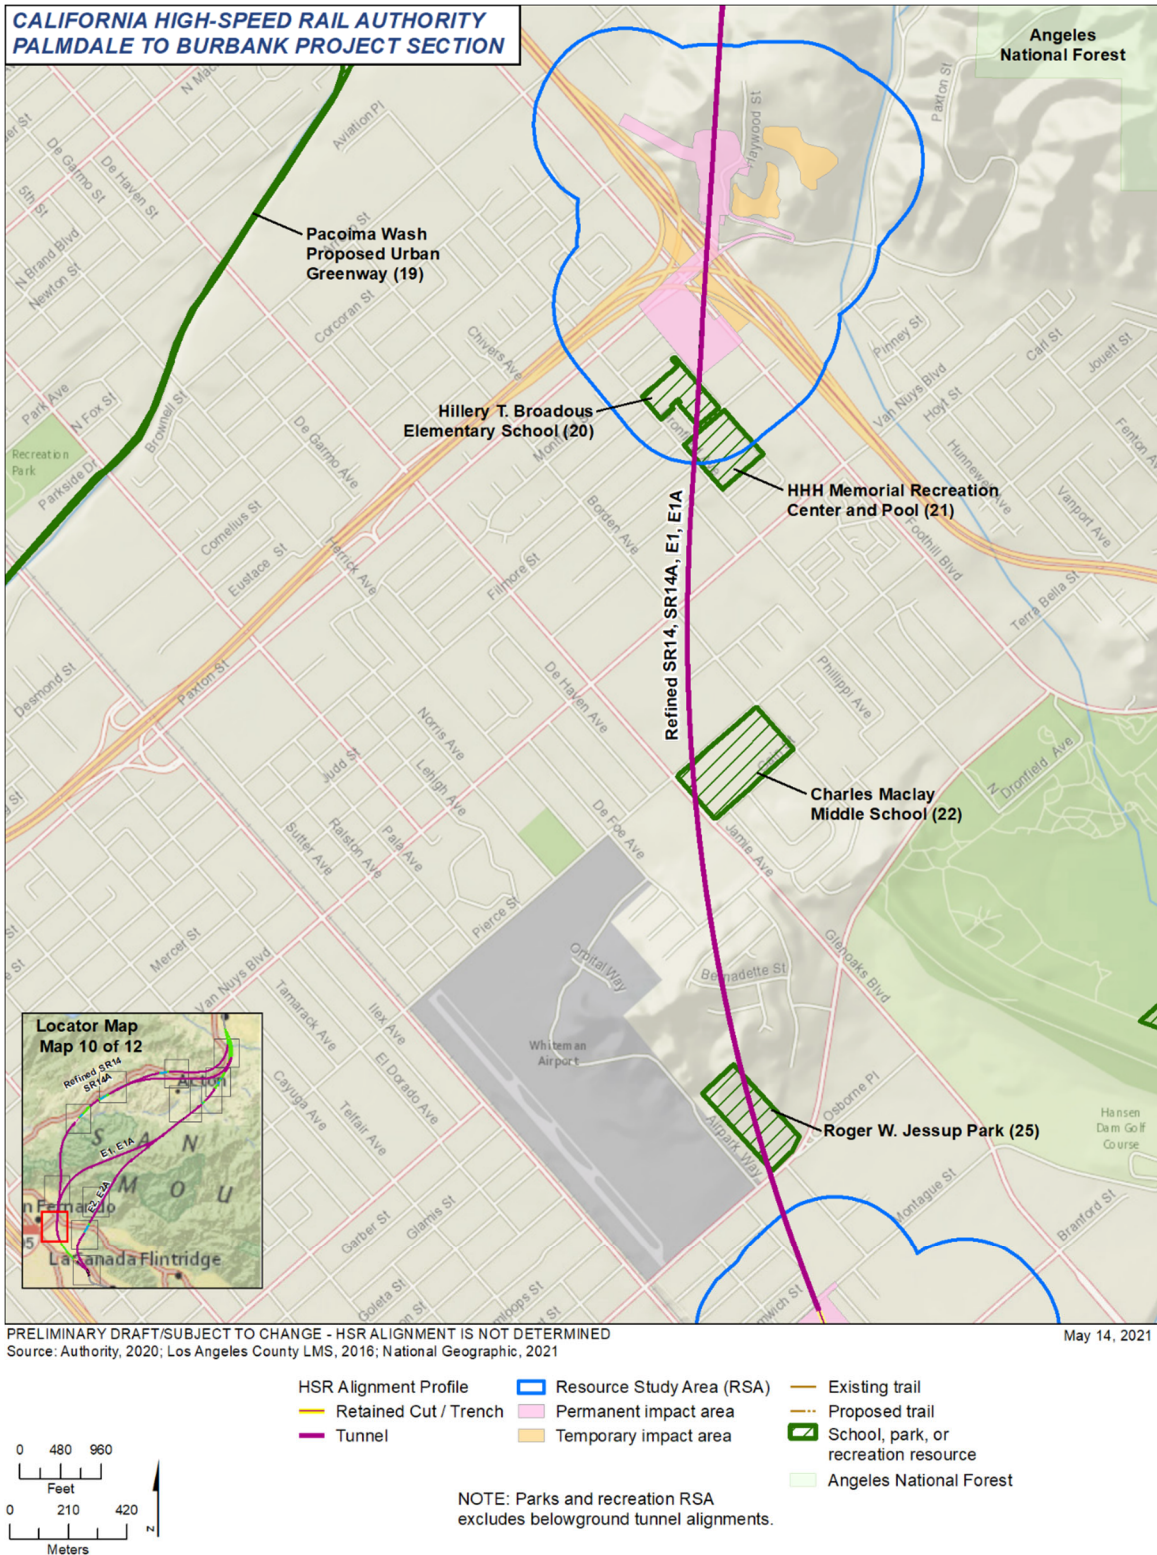 CALIFORNIA HIGH-SPEED RAIL AUTHORITY
PALMDALE TO BURBANK PROJECT SECTION
Angeles
National Forest
Paxton St
Haywood St
Aviation Pl
De Garmo St
De Haven St
5th St
N Brand Blvd
Newton St
Pacoima Wash
Proposed Urban
Greenway (19)
Corcoran St
Chivers Ave
Pinney St
Carl St
Jouett St
Van Nuys Blvd
Hoyt St
Park Ave
N Fox St
Brownell St
Hillery T. Broadous
Elementary School (20)
De Garmo Ave
Recreation
Park
Parkside Dr
HHH Memorial Recreation
Center and Pool (21)
Hunnewell Ave
Fenton Ave
Vanport Ave
Foothill Blvd
Cornelius St
Borden Ave
Eustace St
Herrick Ave
Filmore St
Refined SR14, SR14A, E1, E1A
Terra Bella St
Desmond St
Paxton St
De Haven Ave
Philippi Ave
Norris Ave
Judd St
Lehigh Ave
N Dronfield Ave
Charles Maclay
Middle School (22)
De Foe Ave
Jamie Ave
Sutter Ave
Ralston Ave
Pala Ave
Pierce St
Mercer St
Van Nuys Blvd
Orbital Way
Bernadette St
Glenoaks Blvd
Tamarack Ave
Ilex Ave
Whiteman
Airport
El Dorado Ave
Cayuga Ave
Telfair Ave
Osborne Pl
Airpark Way
Roger W. Jessup Park (25)
Hansen
Dam Golf
Course
Montague St
Branford St
Garber St
Glamis St
Goleta St
Locator Map
Map 10 of 12
Refined SR14
SR14A
Acton
S A N
E1, E1A
M O U
E2, E2A
n Fernando
La Canada Flintridge
PRELIMINARY DRAFT/SUBJECT TO CHANGE - HSR ALIGNMENT IS NOT DETERMINED
May 14, 2021
Source: Authority, 2020; Los Angeles County LMS, 2016; National Geographic, 2021
HSR Alignment Profile
Retained Cut / Trench
Tunnel
Resource Study Area (RSA)
Permanent impact area
Temporary impact area
Existing trail
Proposed trail
School, park, or
recreation resource
Angeles National Forest
0 480 960
Feet
0 210 420
Meters
Z
NOTE: Parks and recreation RSA
excludes belowground tunnel alignments.